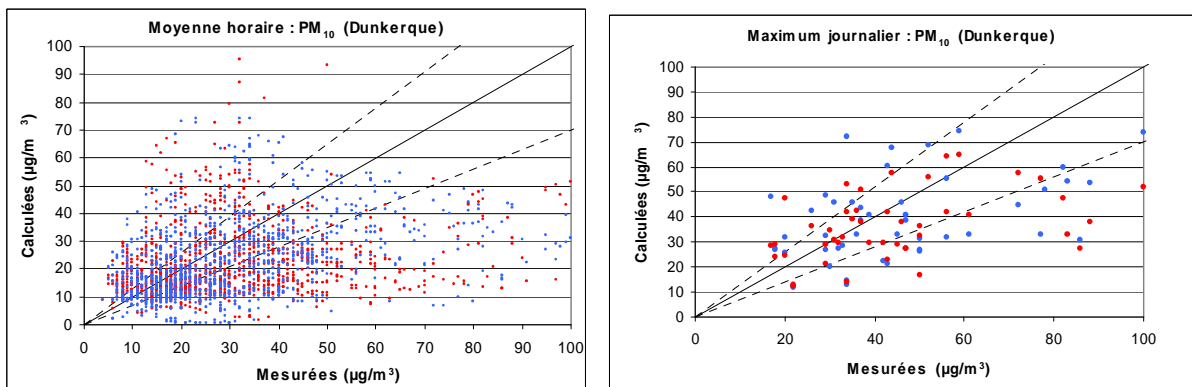 Moyenne horaire : PM10 (Dunkerque)
100
90
80
70
60
50
40
30
20
10
0
Calculées (µg/m 3)
0 10 20 30 40 50 60 70 80 90 100
Mesurées (µg/m3)
Maximum journalier : PM10 (Dunkerque)
100
90
80
70
60
50
40
30
20
10
0
Calculées (µg/m 3)
0 20 40 60 80 100
Mesurées (µg/m3)